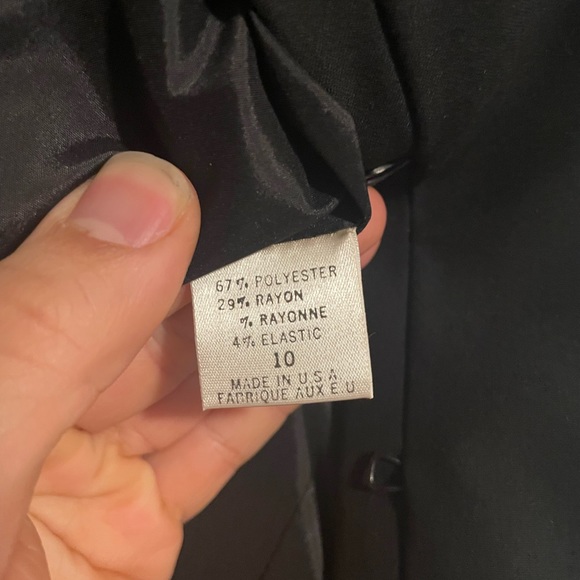 67% POLYESTER
29% RAYON
% RAYONNE
4% ELASTIC
10
MADE IN U.S.A
FABRIQUE AUX E.U